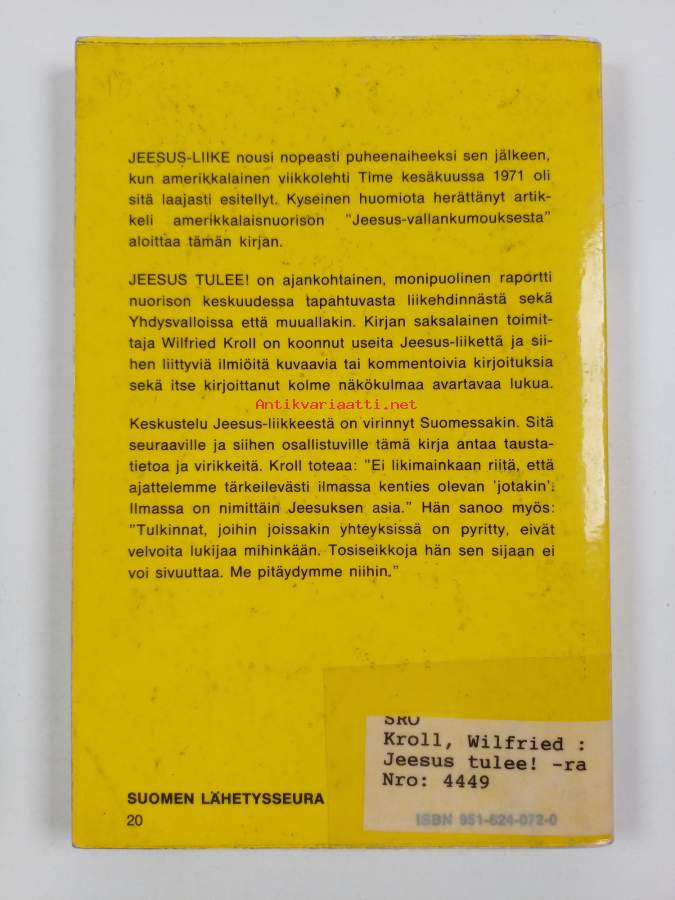 JEESUS-LIIKE nousi nopeasti puheenaiheeksi sen jälkeen,
kun amerikkalainen viikkolehti Time kesäkuussa 1971 oli
sitä laajasti esitellyt. Kyseinen huomiota herättänyt artik-
keli amerikkalaisnuorison "Jeesus-vallankumouksesta"
aloittaa tämän kirjan.
JEESUS TULEE! on ajankohtainen, monipuolinen raportti
nuorison keskuudessa tapahtuvasta liikehdinnästä sekä
Yhdysvalloissa että muuallakin. Kirjan saksalainen toimit-
taja Wilfried Kroll on koonnut useita Jeesus-liikettä ja sii-
hen liittyviä ilmiöitä kuvaavia tai kommentoivia kirjoituksia
sekä itse kirjoittanut kolme näkökulmaa avartavaa lukua.
Antikvariaatti.net
Keskustelu Jeesus-liikkeestä on virinnyt Suomessakin. Sitä
seuraaville ja siihen osallistuville tämä kirja antaa tausta-
tietoa ja virikkeitä. Kroll toteaa: "Ei likimainkaan riitä, että
ajattelemme tärkeilevästi ilmassa kenties olevan 'jotakin'.
Ilmassa on nimittäin Jeesuksen asia." Hän sanoo myös:
"Tulkinnat, joihin joissakin yhteyksissä on pyritty, eivät
velvoita lukijaa mihinkään. Tosiseikkoja hän sen sijaan ei
voi sivuuttaa. Me pitäydymme niihin."
SRO
Kroll, Wilfried :
Jeesus tulee! -ra
Nro: 4449
SUOMEN LÄHETYSSEURA
20
ISBN 951-624-072-0